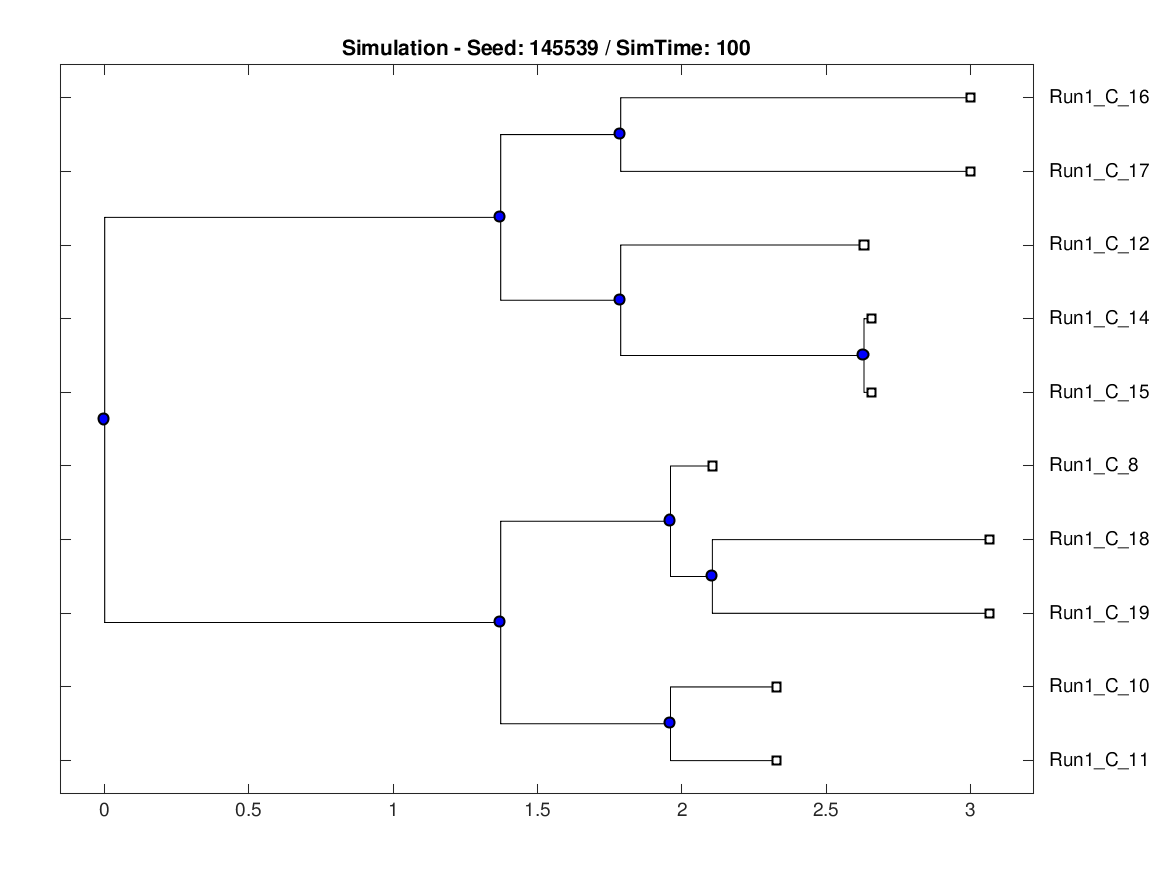 Simulation - Seed: 145539 / SimTime: 100
Run1_C_16
Run1_C_17
Run1_C_12
Run1_C_14
Run1_C_15
Run1_C_8
Run1_C_18
Run1_C_19
Run1_C_10
Run1_C_11
0 0.5 1 1.5 2 2.5 3